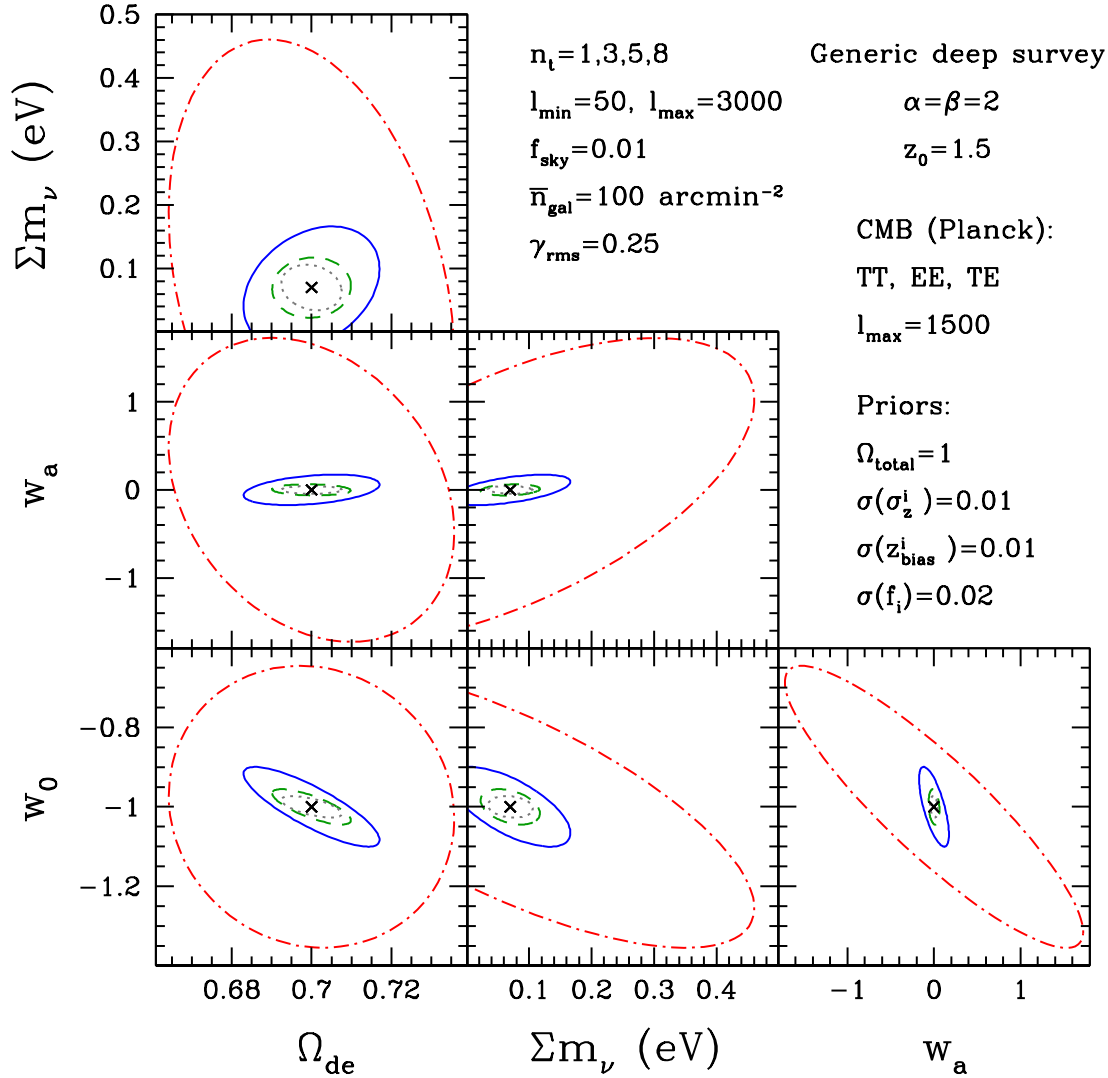 0.5
0.4
0.3
0.2
0.1
Σm_ν (eV)
n_t=1,3,5,8
l_min=50, l_max=3000
f_sky=0.01
n̅_gal=100 arcmin⁻²
γ_rms=0.25
Generic deep survey
α=β=2
z_0=1.5
CMB (Planck):
TT, EE, TE
l_max=1500
Priors:
Ω_total=1
σ(σ_z^i )=0.01
σ(z_bias^i )=0.01
σ(f_i)=0.02
1
0
−1
w_a
−0.8
−1
−1.2
w_0
0.68 0.7 0.72
0.1 0.2 0.3 0.4
−1 0 1
Ω_de
Σm_ν (eV)
w_a